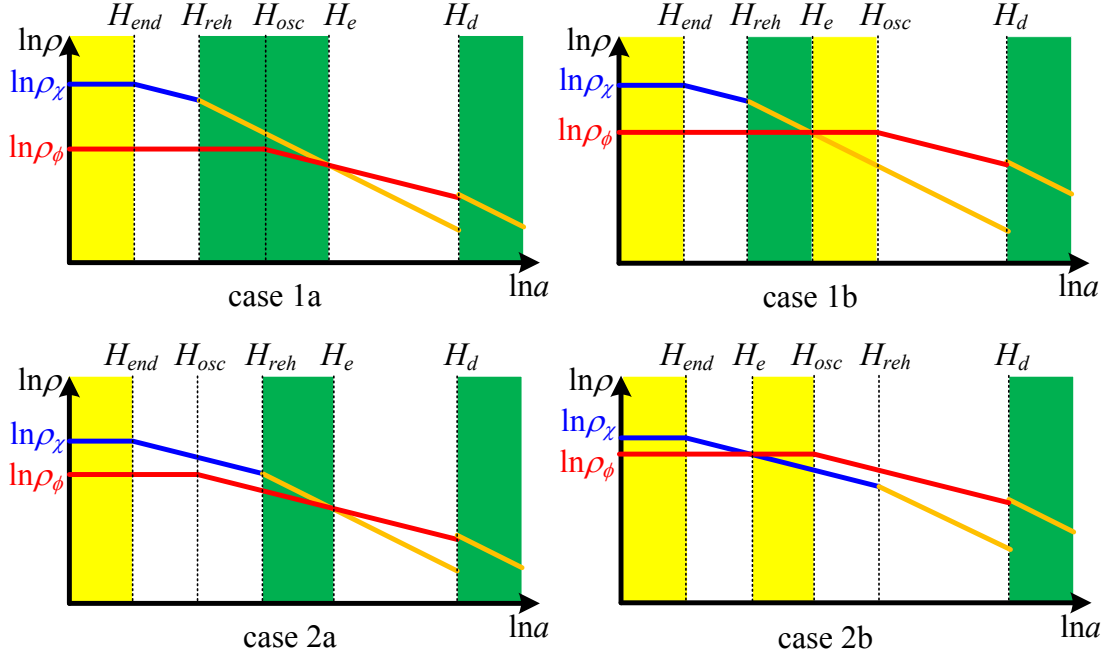 H_end H_reh H_osc H_e H_d
lnρ
lnρ_χ
lnρ_ϕ
lna
case 1a
H_end H_reh H_e H_osc H_d
lnρ
lnρ_χ
lnρ_ϕ
lna
case 1b
H_end H_osc H_reh H_e H_d
lnρ
lnρ_χ
lnρ_ϕ
lna
case 2a
H_end H_e H_osc H_reh H_d
lnρ
lnρ_χ
lnρ_ϕ
lna
case 2b